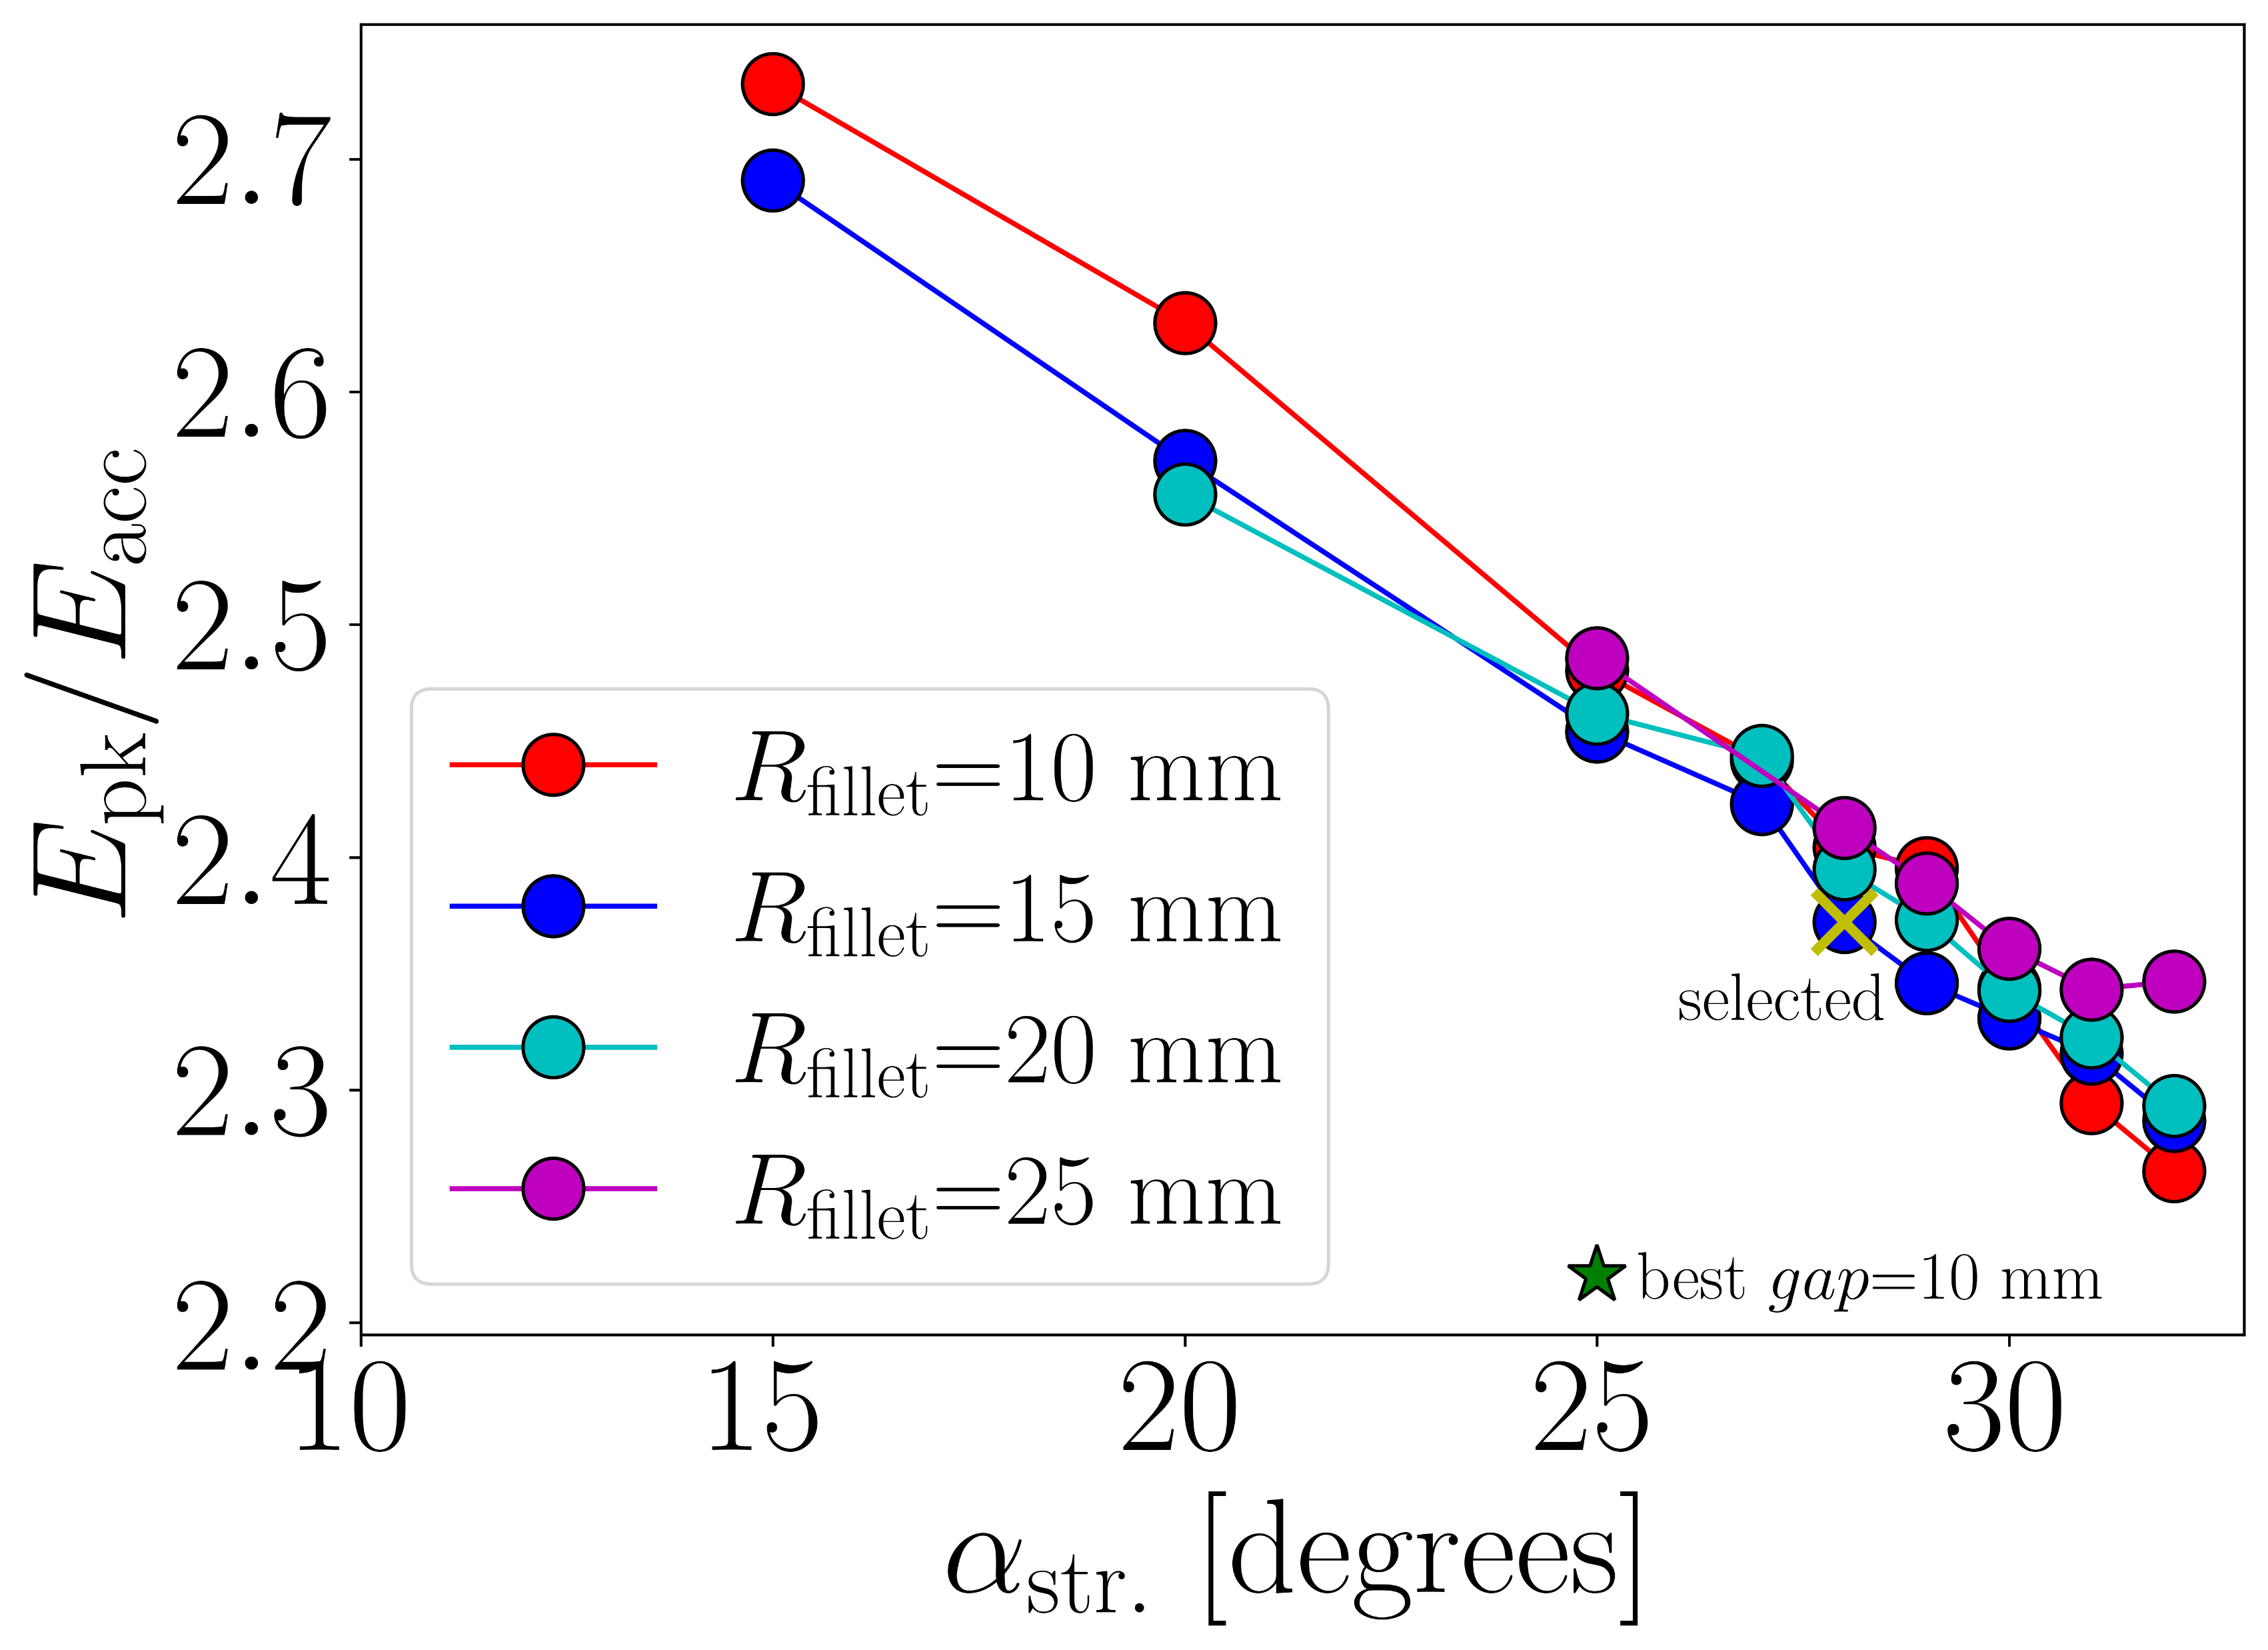 2.7
2.6
2.5
2.4
2.3
2.2
E_pk/E_acc
R_fillet=10 mm
R_fillet=15 mm
R_fillet=20 mm
R_fillet=25 mm
selected
best gap=10 mm
10 15 20 25 30
α_str. [degrees]